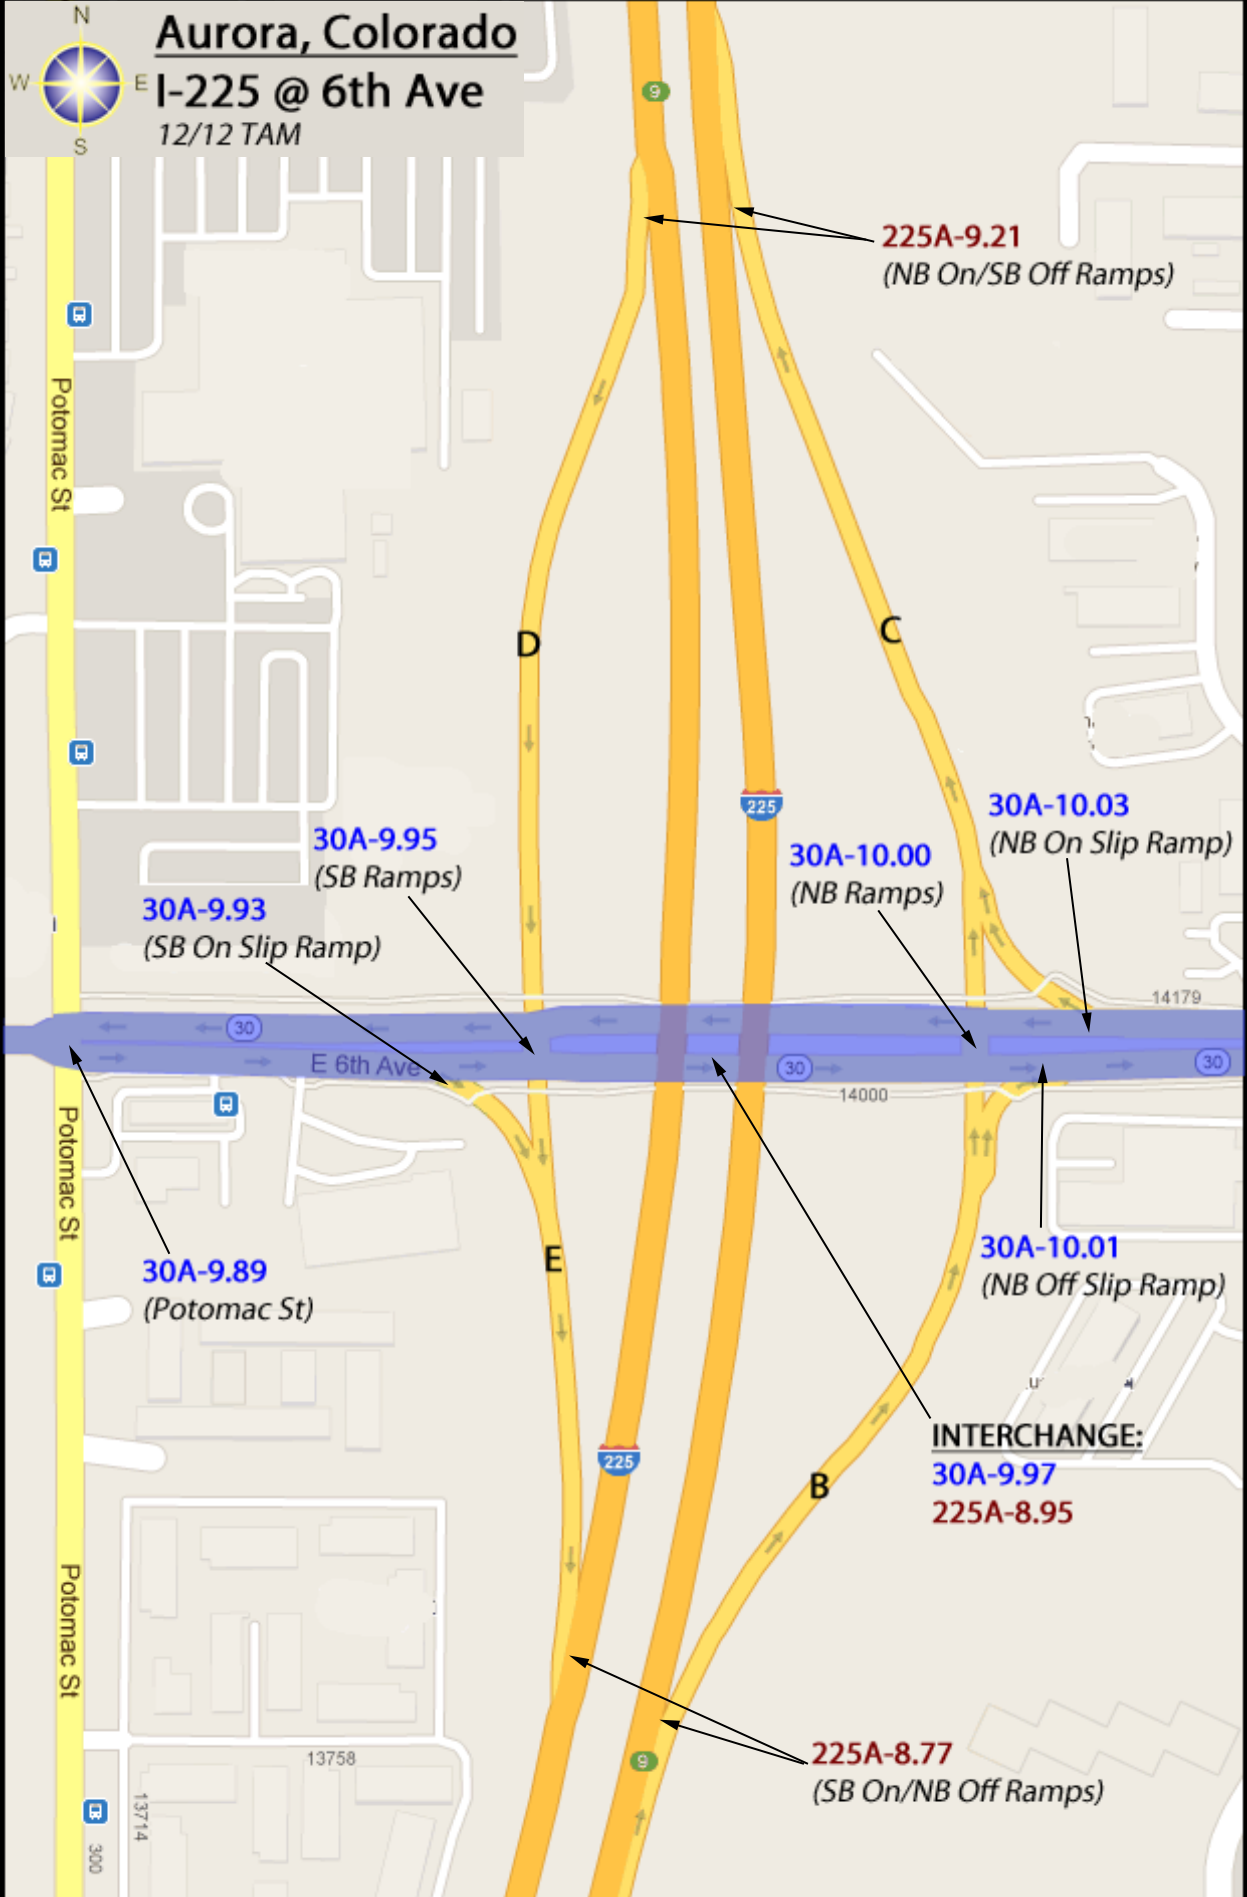 N
W
E
S
Aurora, Colorado
I-225 @ 6th Ave
12/12 TAM
9
225A-9.21
(NB On/SB Off Ramps)
Potomac St
D
C
225
30A-10.03
(NB On Slip Ramp)
30A-9.95
(SB Ramps)
30A-10.00
(NB Ramps)
30A-9.93
(SB On Slip Ramp)
14179
30
E 6th Ave
30
30
14000
Potomac St
30A-9.89
(Potomac St)
E
30A-10.01
(NB Off Slip Ramp)
INTERCHANGE:
30A-9.97
225A-8.95
225
B
Potomac St
225A-8.77
(SB On/NB Off Ramps)
9
13758
13714
300